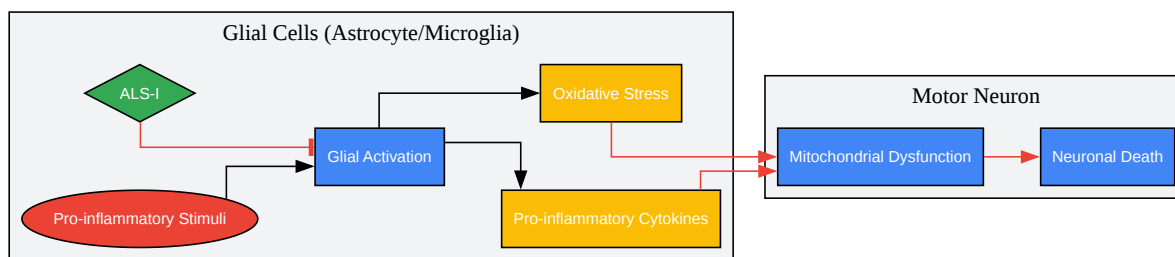 Glial Cells (Astrocyte/Microglia)
ALS-I
Oxidative Stress
Motor Neuron
Glial Activation
Mitochondrial Dysfunction
Neuronal Death
Pro-inflammatory Stimuli
Pro-inflammatory Cytokines